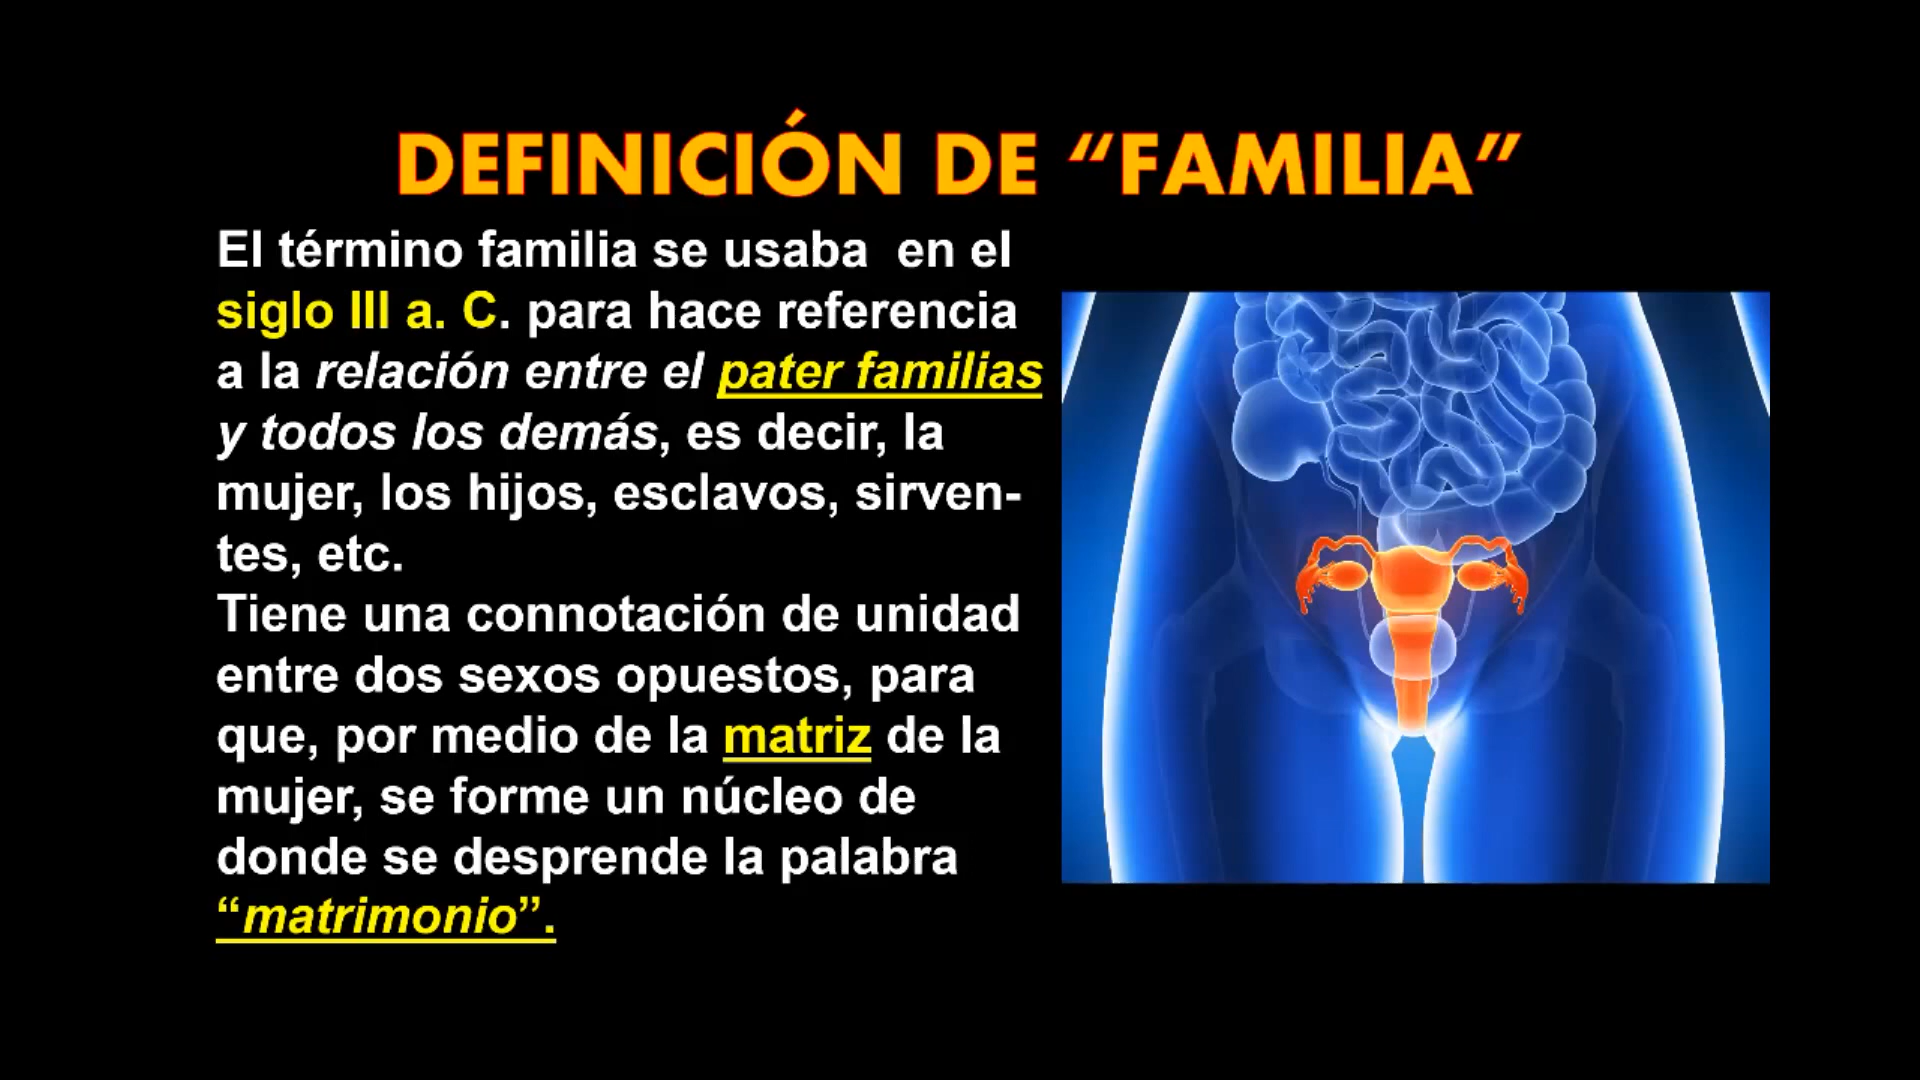 DEFINICIÓN DE “FAMILIA”
El término familia se usaba  en el
siglo III a. C. para hace referencia
a la relación entre el pater familias
y todos los demás, es decir, la
mujer, los hijos, esclavos, sirven-
tes, etc.
Tiene una connotación de unidad
entre dos sexos opuestos, para
que, por medio de la matriz de la
mujer, se forme un núcleo de
donde se desprende la palabra
“matrimonio”.